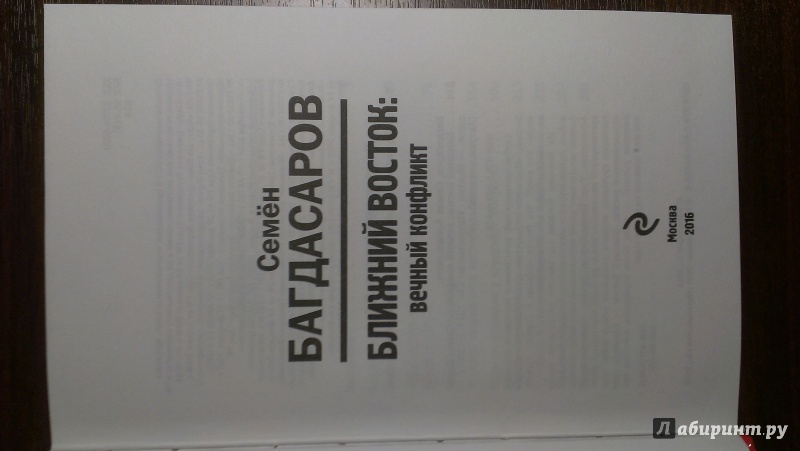 Семён
БАГДАСАРОВ
БЛИЖНИЙ ВОСТОК:
ВЕЧНЫЙ КОНФЛИКТ
Москва
2016
Лабиринт.ру